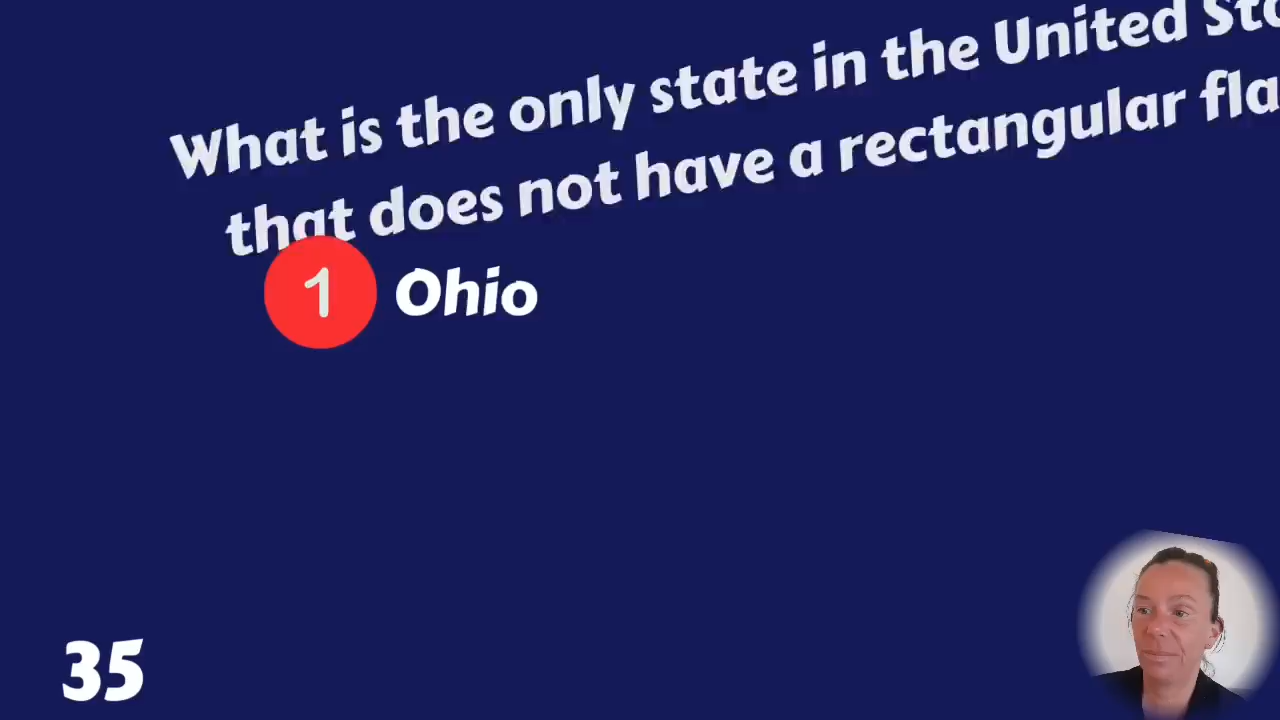 What is the only state in the United
that does not have a rectangular
1 Ohio
35